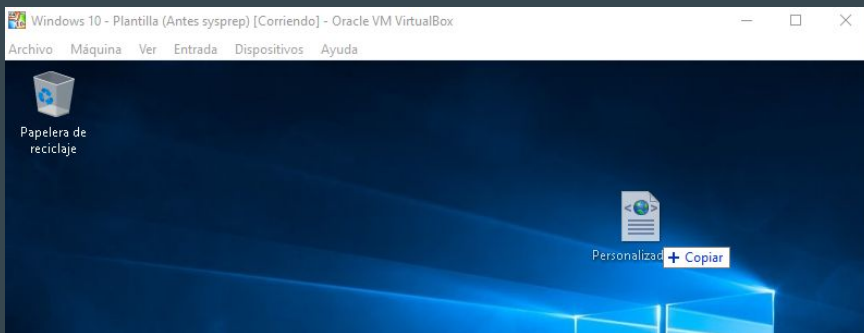 Windows 10 - Plantilla (Antes sysprep) [Corriendo] - Oracle VM VirtualBox
Archivo Máquina Ver Entrada Dispositivos Ayuda
Papelera de
reciclaje
Personalizad
+ Copiar